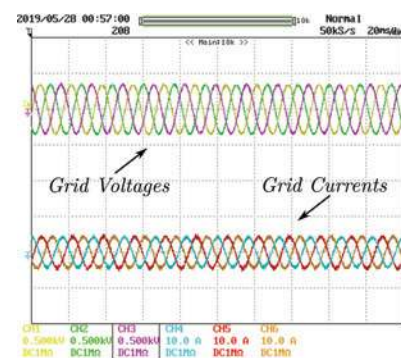 2019/05/28 00:57:00 10k Normal
208 50kS/s 20ms/div
<< Main:10k >>
Grid Voltages
Grid Currents
CH1 CH2 CH3 CH4 CH5 CH6
0.500kV 0.500kV 0.500kV 10.0 A 10.0 A 10.0 A
DC1MΩ DC1MΩ DC1MΩ DC1MΩ DC1MΩ DC1MΩ